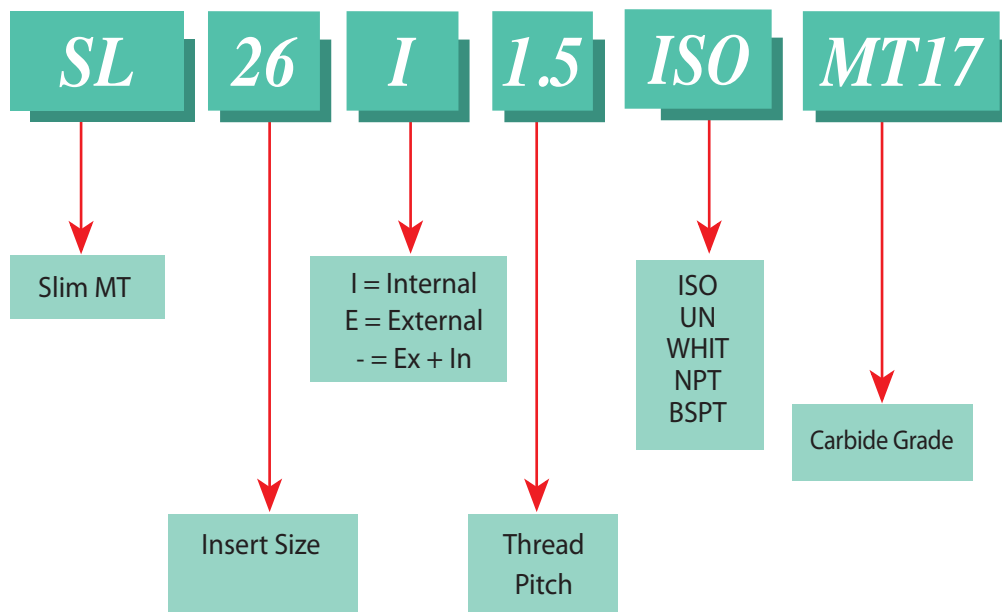 SL 26 I 1.5 ISO MT17
Slim MT
I = Internal
E = External
- = Ex + In
ISO
UN
WHIT
NPT
BSPT
Carbide Grade
Insert Size
Thread
Pitch